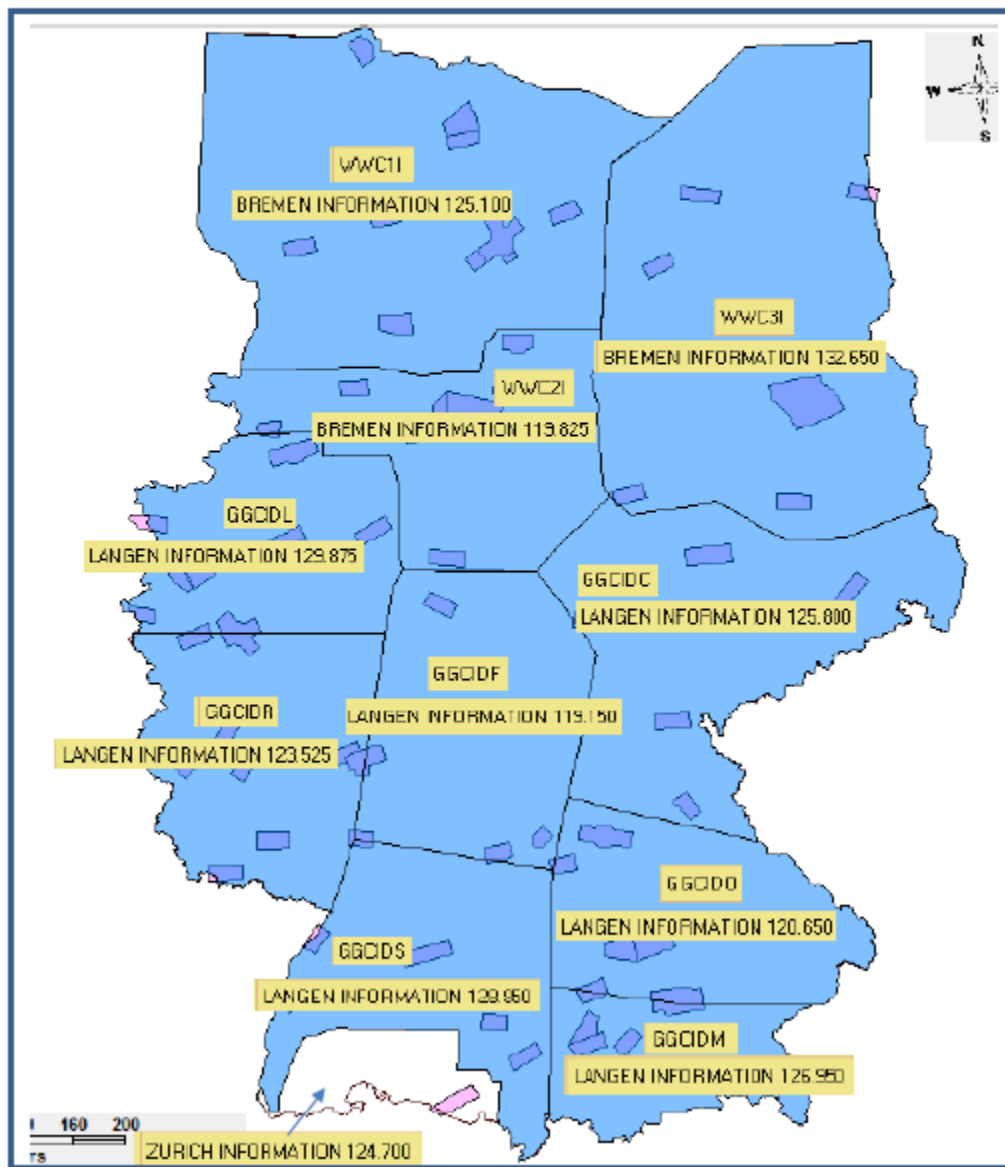 N
W
S
WWC1I
BREMEN INFORMATION 125.100
WWC3I
BREMEN INFORMATION 132.650
WWC2I
BREMEN INFORMATION 119.825
GGCIDL
LANGEN INFORMATION 129.875
GGCIDC
LANGEN INFORMATION 125.800
GGCIDF
LANGEN INFORMATION 119.150
GGCIDR
LANGEN INFORMATION 123.525
GGCIDO
LANGEN INFORMATION 120.650
GGCIDS
LANGEN INFORMATION 128.950
GGCIDM
LANGEN INFORMATION 126.950
160 200
ZURICH INFORMATION 124.700